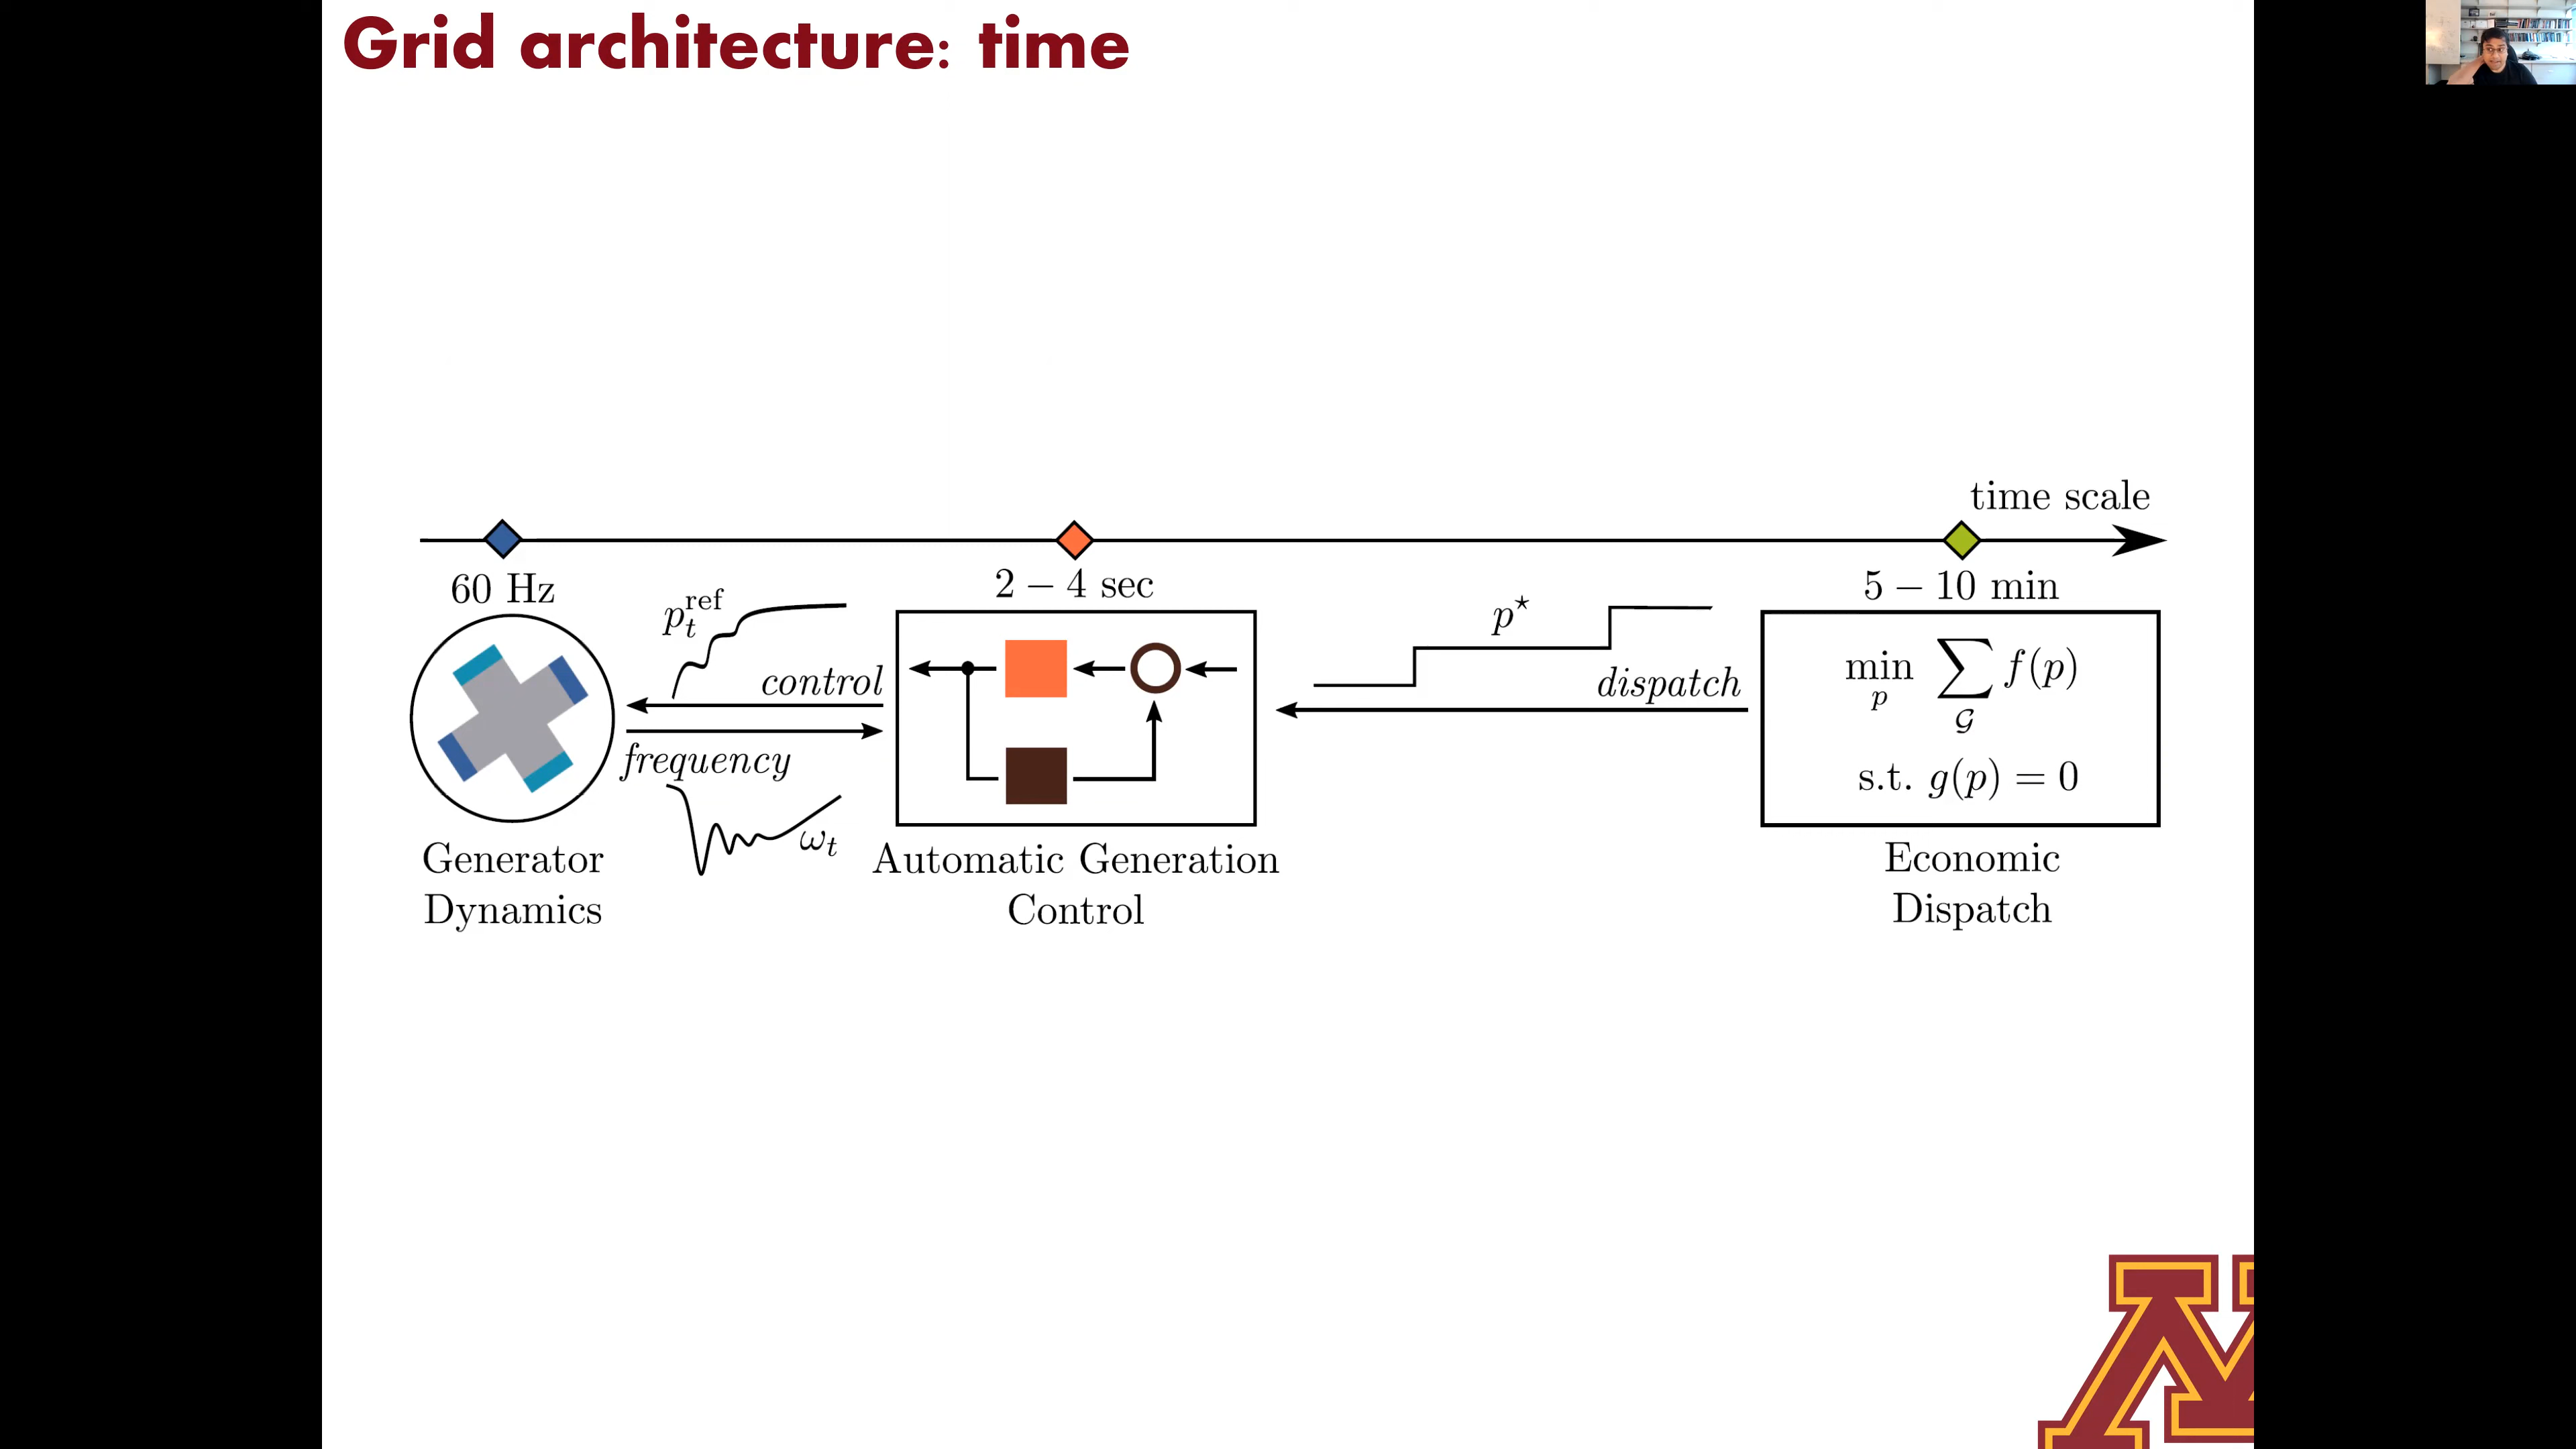 Grid architecture: time
time scale
60 Hz
2 – 4 sec
5 – 10 min
p_t^ref
control
frequency
ω_t
p^⋆
dispatch
min_p ∑_𝒢 f(p)
s.t. g(p) = 0
Generator
Dynamics
Automatic Generation
Control
Economic
Dispatch
M